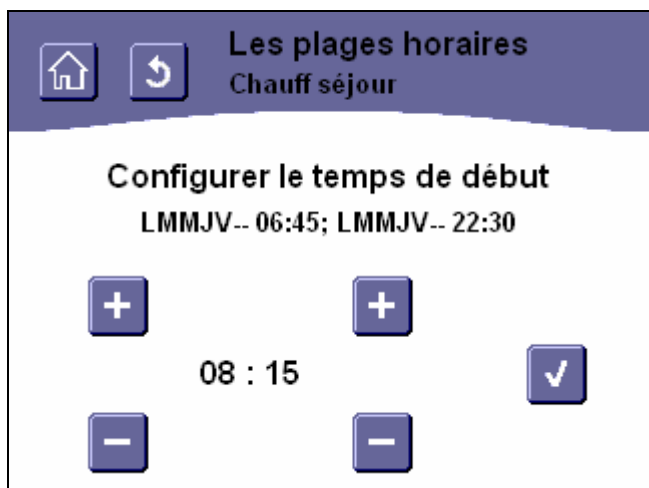 Les plages horaires
Chauff séjour
Configurer le temps de début
LMMJV-- 06:45; LMMJV-- 22:30
08 : 15